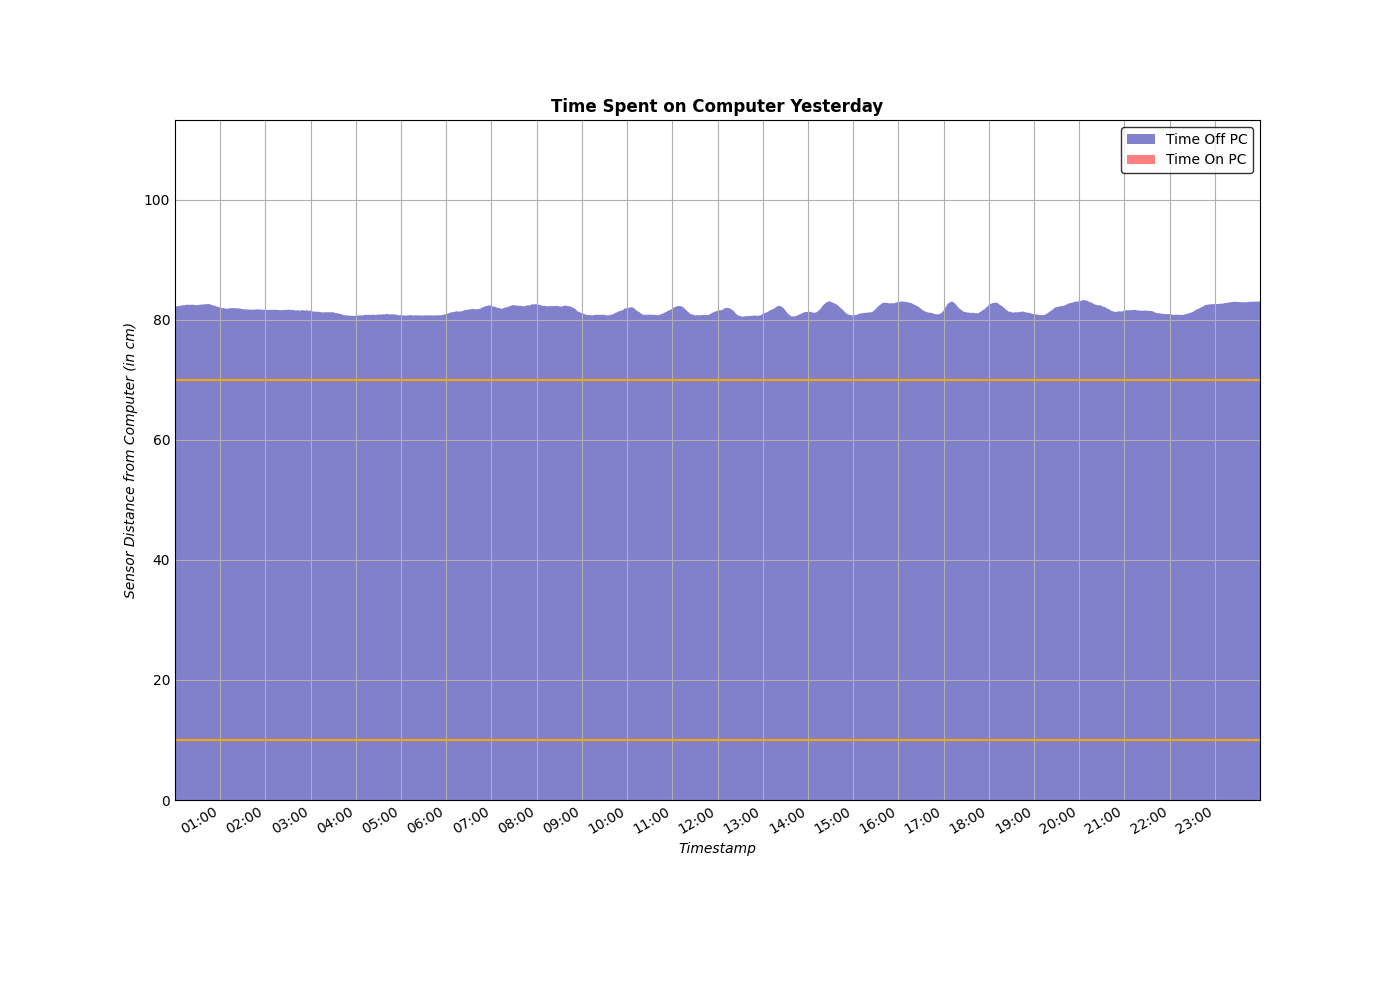 Time Spent on Computer Yesterday
Time Off PC
Time On PC
100
80
60
40
20
0
Sensor Distance from Computer (in cm)
01:00 02:00 03:00 04:00 05:00 06:00 07:00 08:00 09:00 10:00 11:00 12:00 13:00 14:00 15:00 16:00 17:00 18:00 19:00 20:00 21:00 22:00 23:00
Timestamp